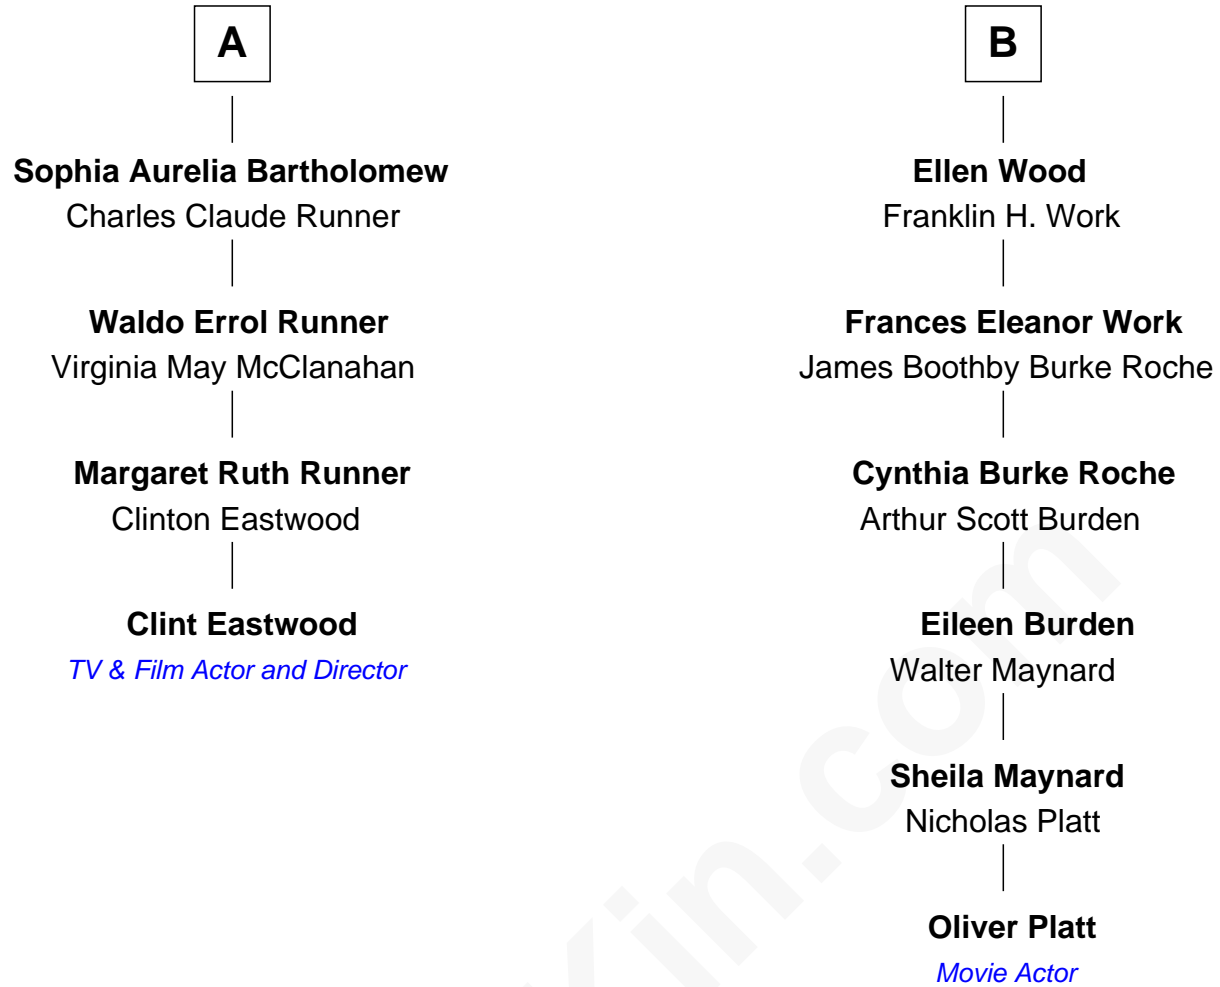 A
Sophia Aurelia Bartholomew
Charles Claude Runner
Waldo Errol Runner
Virginia May McClanahan
Margaret Ruth Runner
Clinton Eastwood
Clint Eastwood
TV & Film Actor and Director
B
Ellen Wood
Franklin H. Work
Frances Eleanor Work
James Boothby Burke Roche
Cynthia Burke Roche
Arthur Scott Burden
Eileen Burden
Walter Maynard
Sheila Maynard
Nicholas Platt
Oliver Platt
Movie Actor
Kin.com